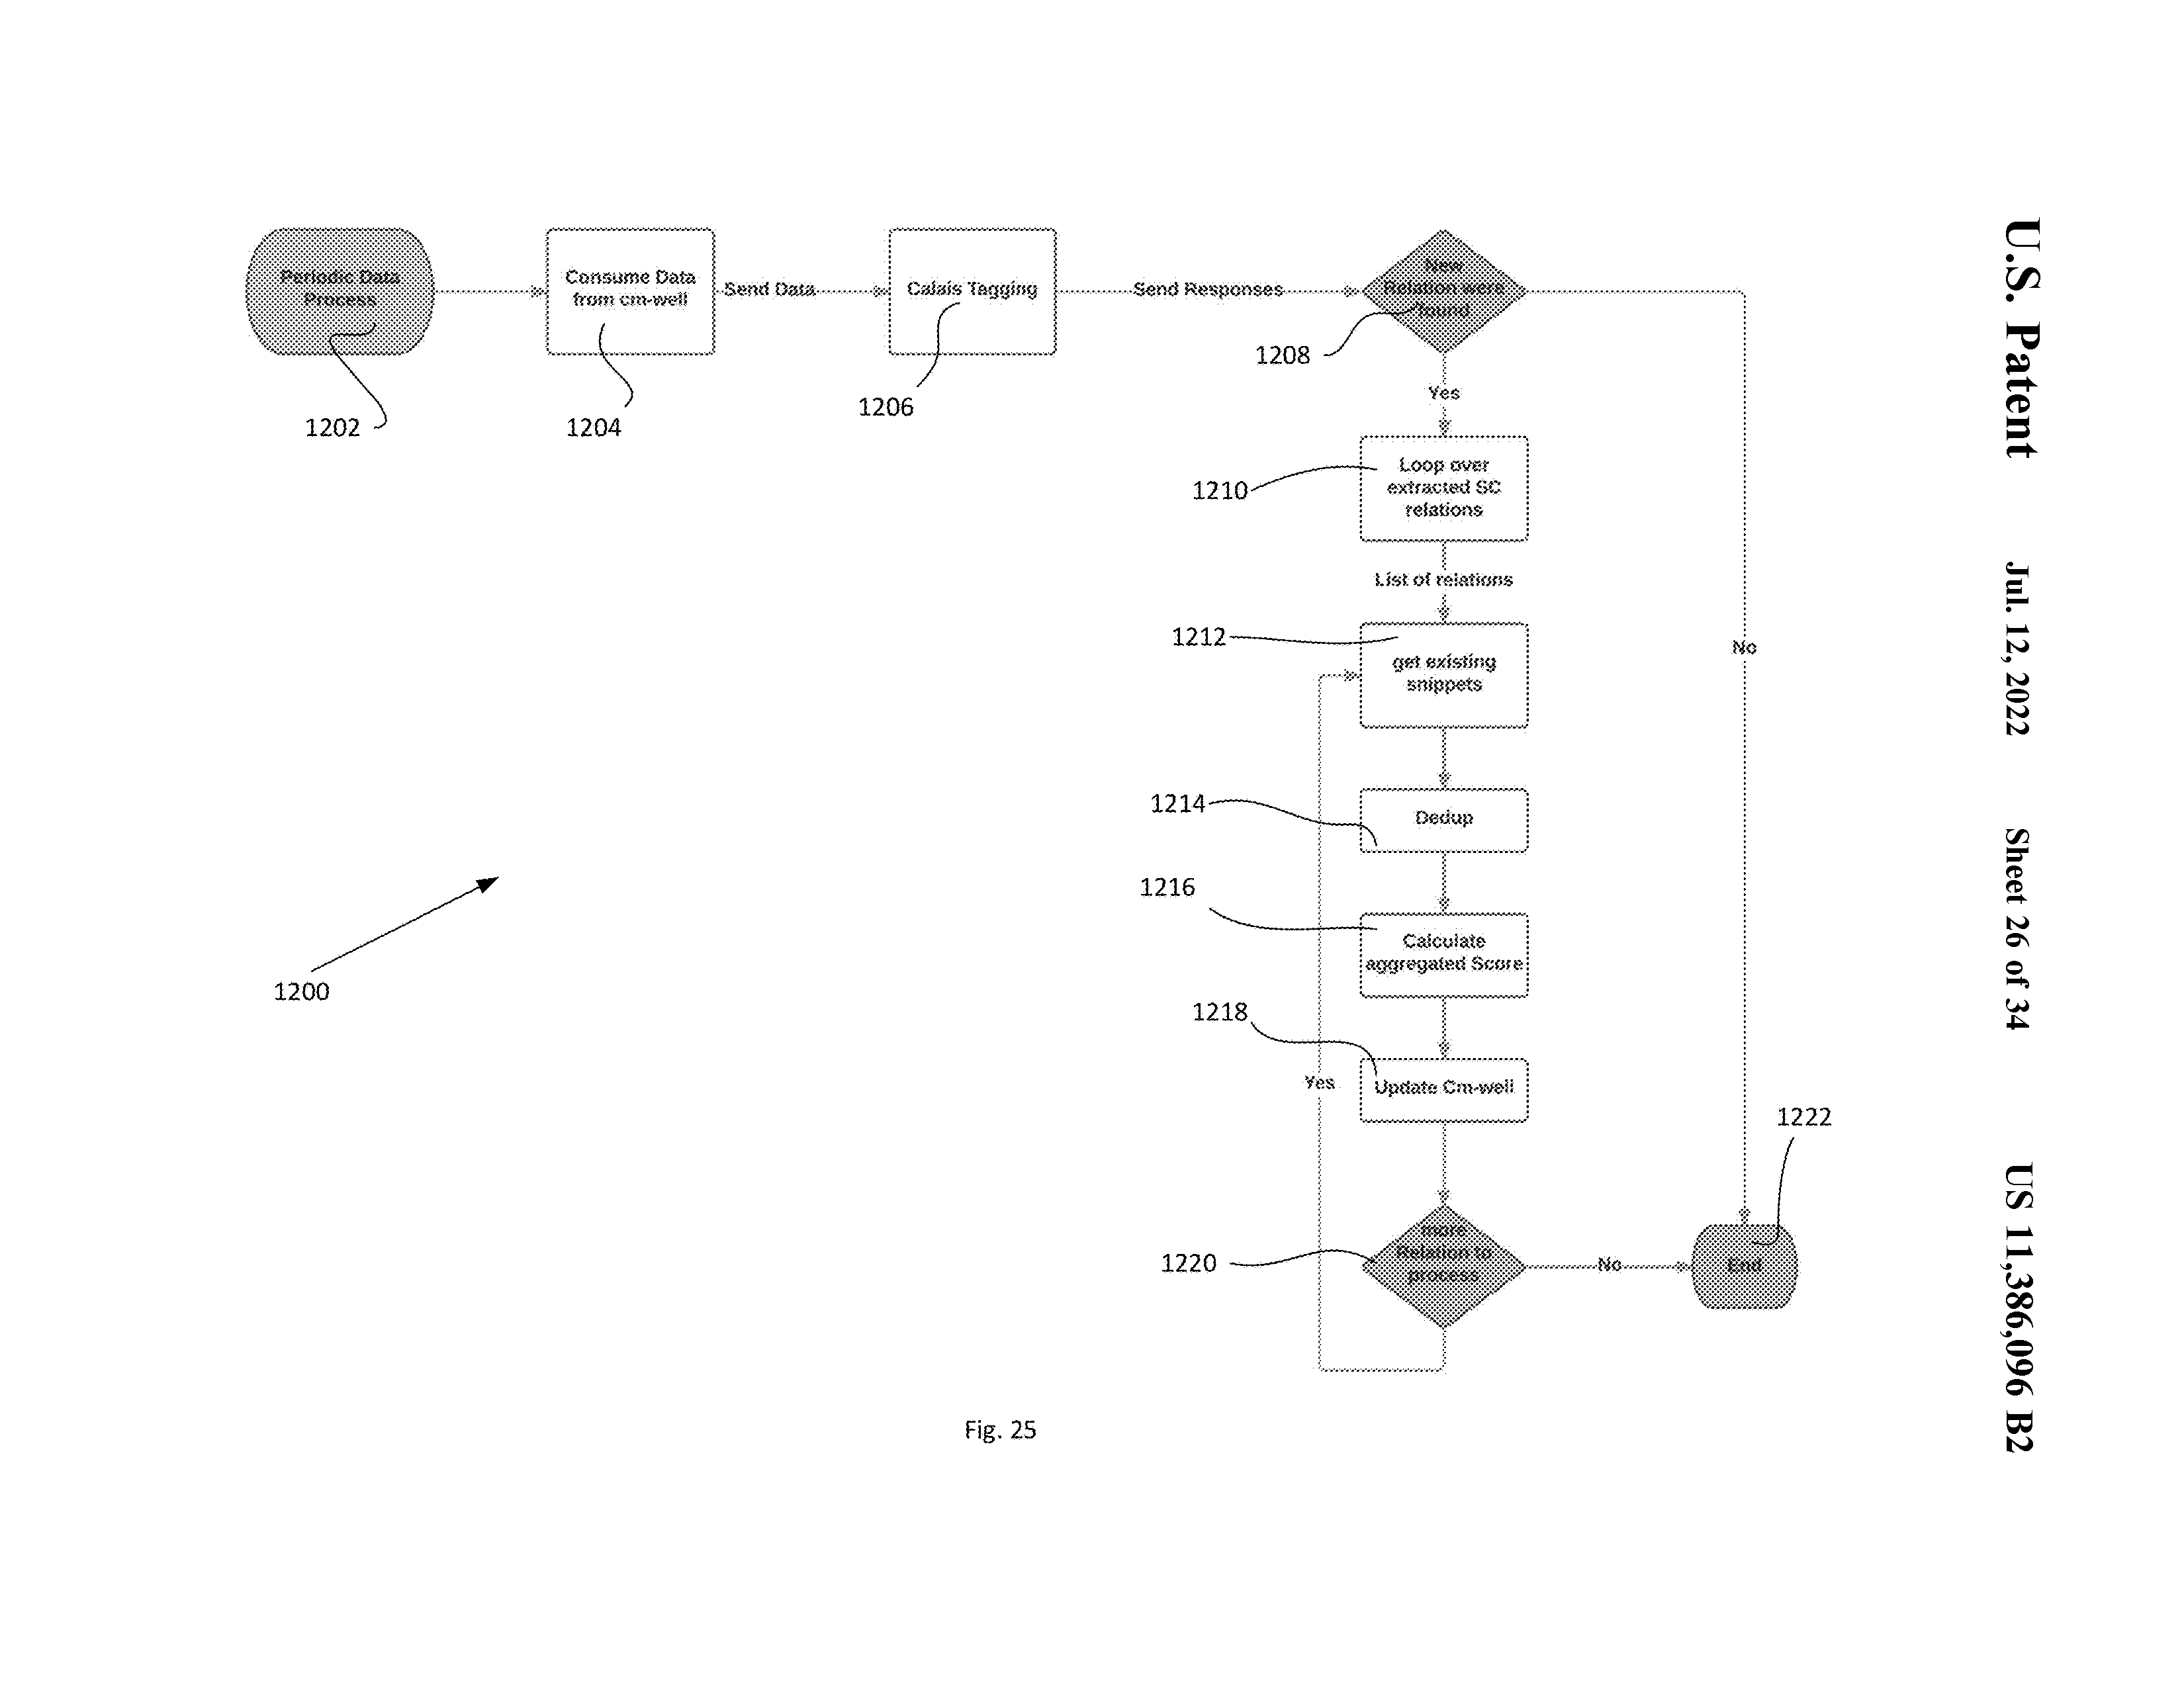 U.S. Patent
Jul. 12, 2022
Sheet 26 of 34
US 11,386,096 B2
Periodic Data
Process
1202
Consume Data
from cm-well
1204
Send Data
Calais Tagging
1206
Send Responses
New
Relation were
found
1208
Yes
No
Loop over
extracted SC
relations
1210
List of relations
get existing
snippets
1212
Dedup
1214
Calculate
aggregated Score
1216
Update Cm-well
1218
Yes
more
Relation to
process
1220
No
End
1222
1200
Fig. 25